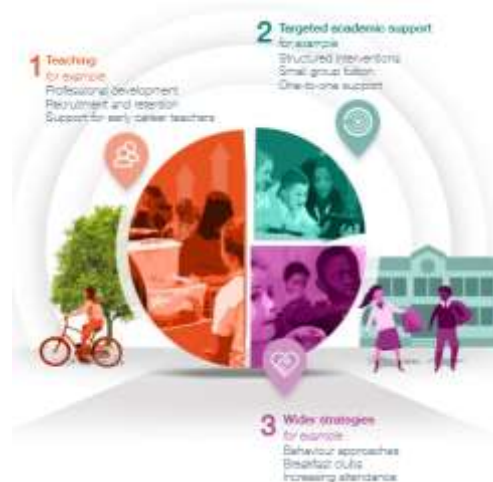 1 Teaching
for example
Professional development
Recruitment and retention
Support for early career teachers
2 Targeted academic support
for example
Structured interventions
Small group tuition
One-to-one support
3 Wider strategies
for example
Behaviour approaches
Breakfast clubs
Increasing attendance